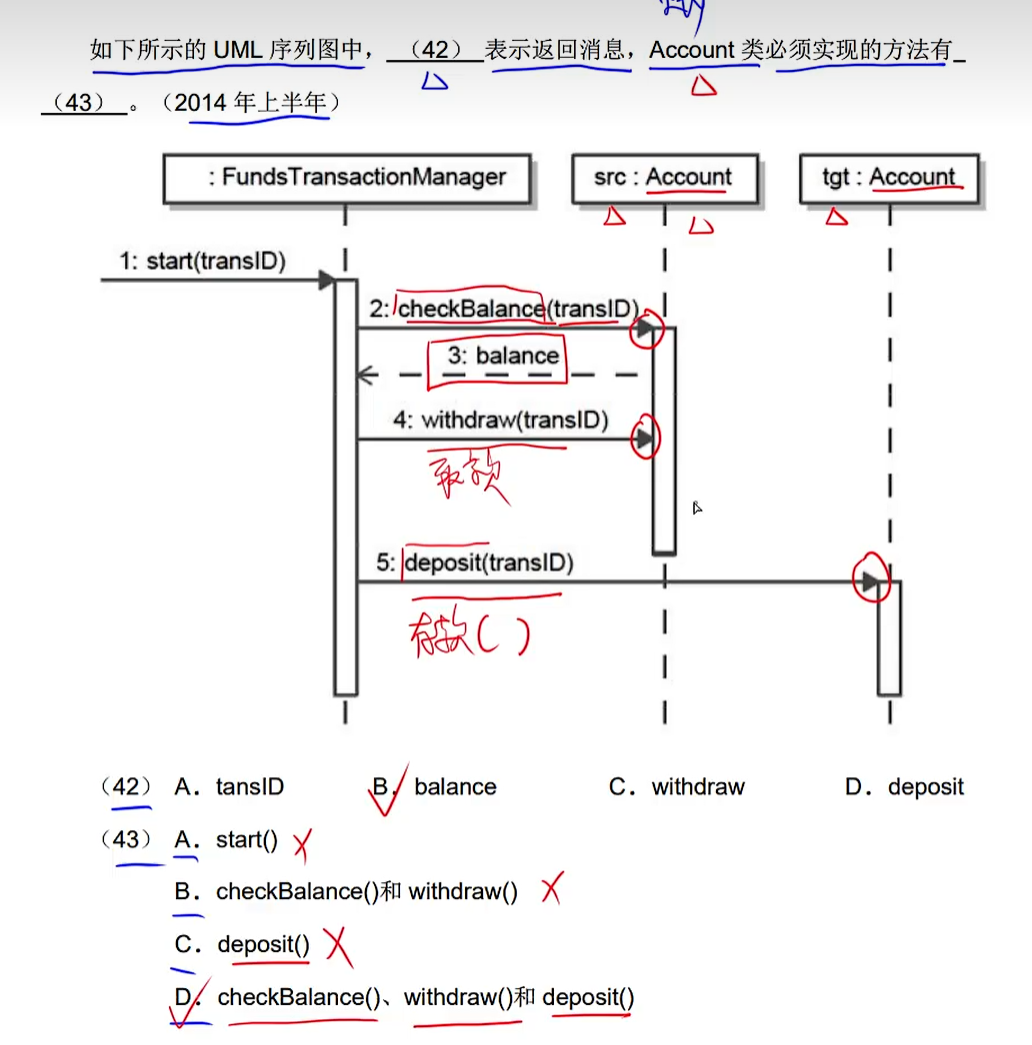 如下所示的 UML 序列图中，（42）表示返回消息，Account 类必须实现的方法有
（43）。（2014 年上半年）
: FundsTransactionManager
src : Account
tgt : Account
1: start(transID)
2: checkBalance(transID)
3: balance
4: withdraw(transID)
取款
5: deposit(transID)
存款( )
（42） A. tansID B. balance C. withdraw D. deposit
（43） A. start()
B. checkBalance()和 withdraw()
C. deposit()
D. checkBalance()、withdraw()和 deposit()